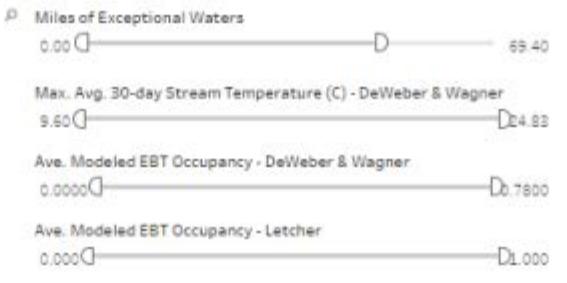 Miles of Exceptional Waters
0.00 69.40
Max. Avg. 30-day Stream Temperature (C) - DeWeber & Wagner
9.60 24.83
Ave. Modeled EBT Occupancy - DeWeber & Wagner
0.0000 0.7800
Ave. Modeled EBT Occupancy - Letcher
0.000 1.000